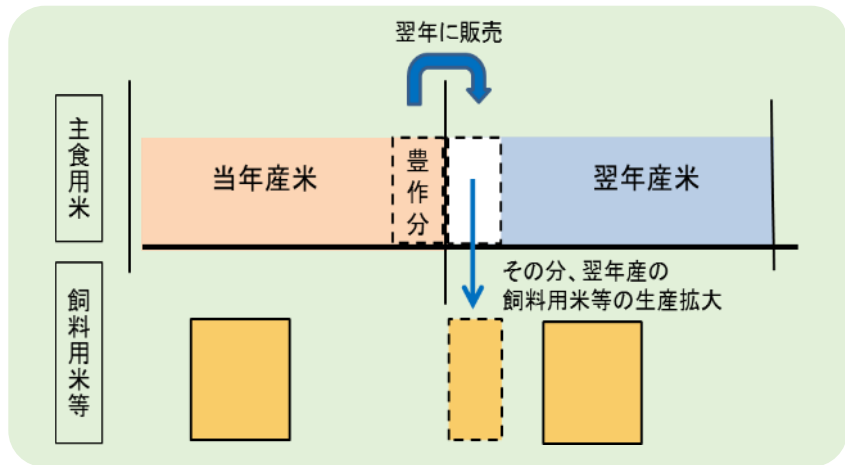 翌年に販売
主食用米
当年産米
豊作分
翌年産米
その分、翌年産の
飼料用米等の生産拡大
飼料用米等